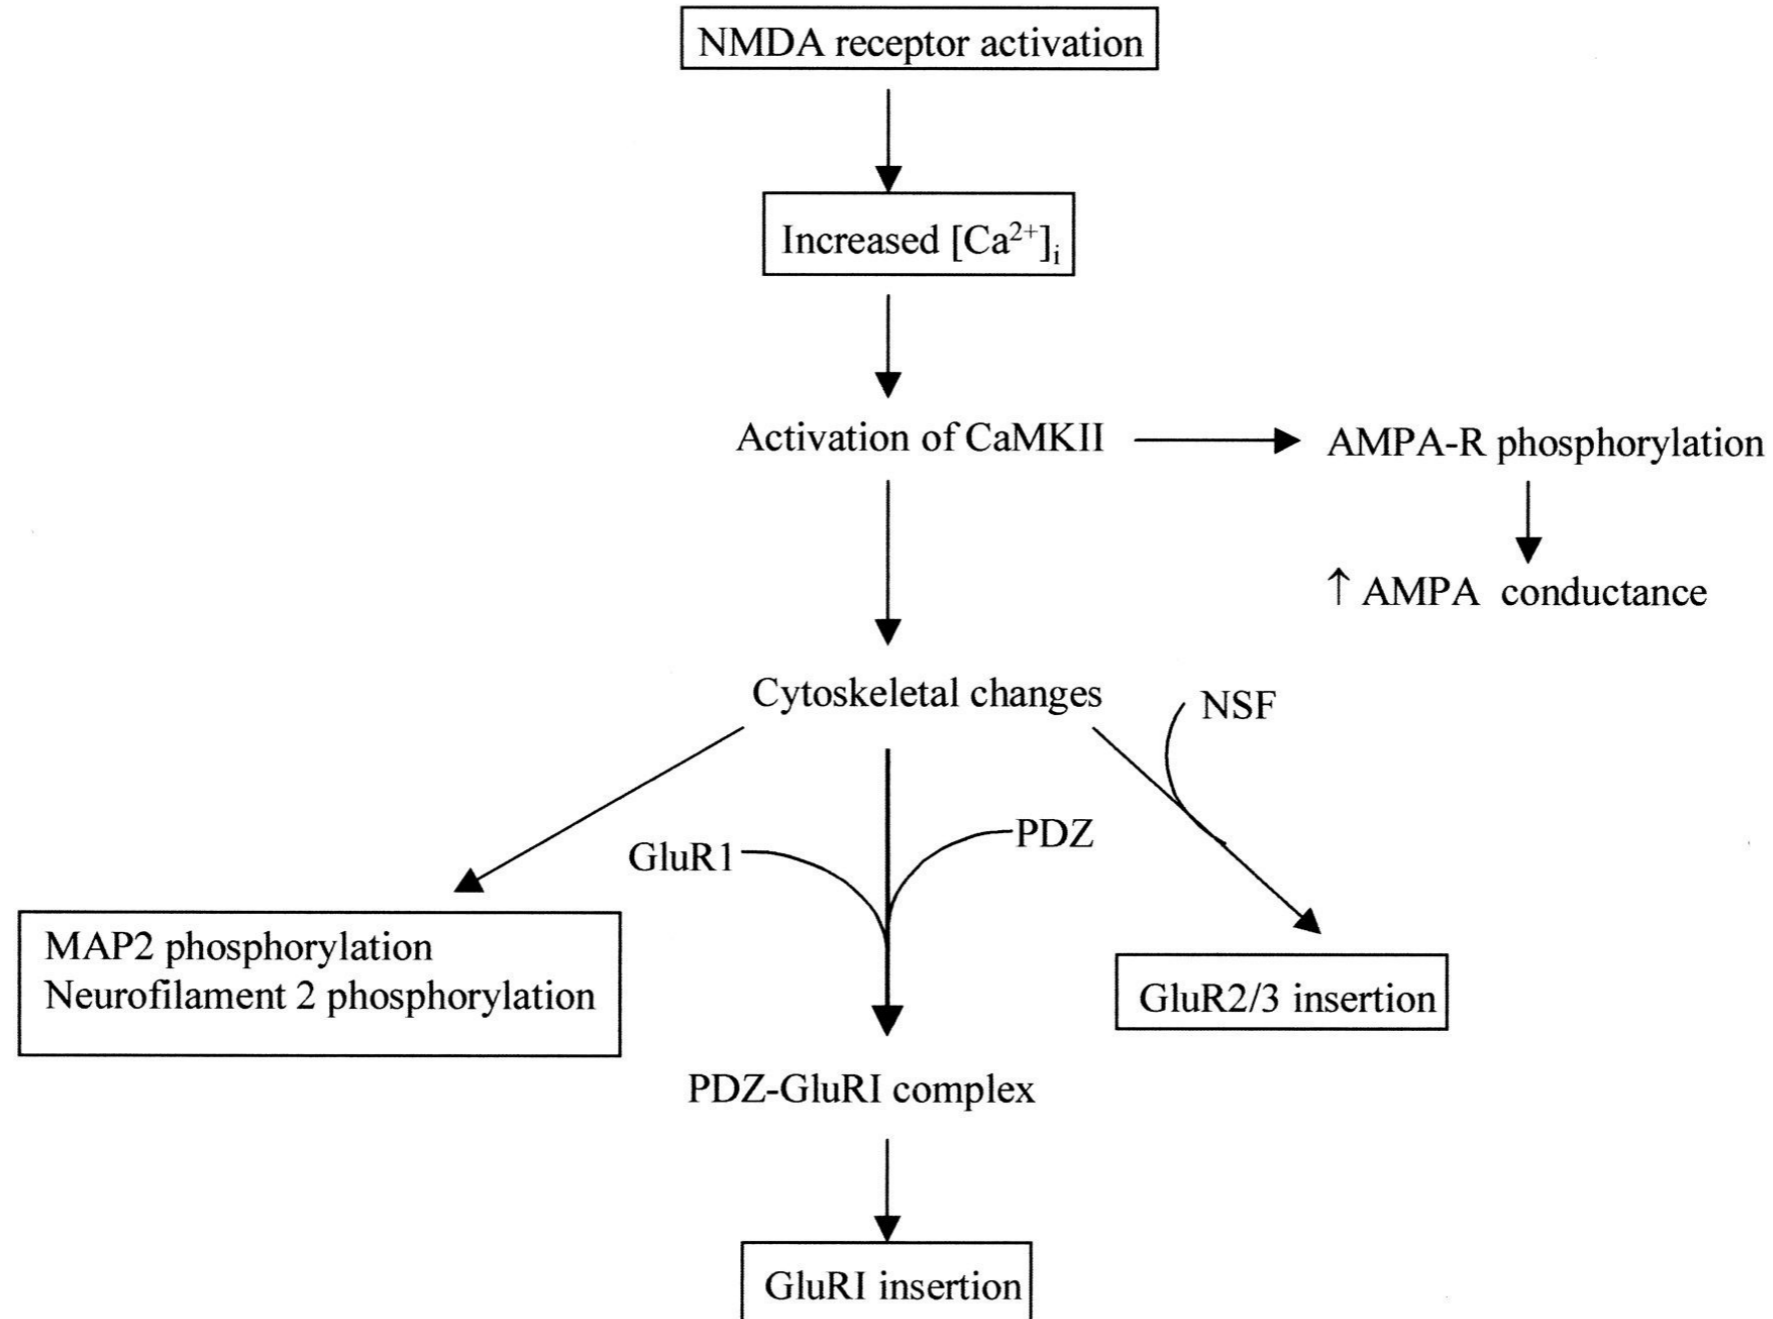 NMDA receptor activation
Increased [Ca²⁺]ᵢ
Activation of CaMKII
AMPA-R phosphorylation
↑ AMPA conductance
Cytoskeletal changes
NSF
GluR1
PDZ
MAP2 phosphorylation
Neurofilament 2 phosphorylation
GluR2/3 insertion
PDZ-GluRI complex
GluRI insertion